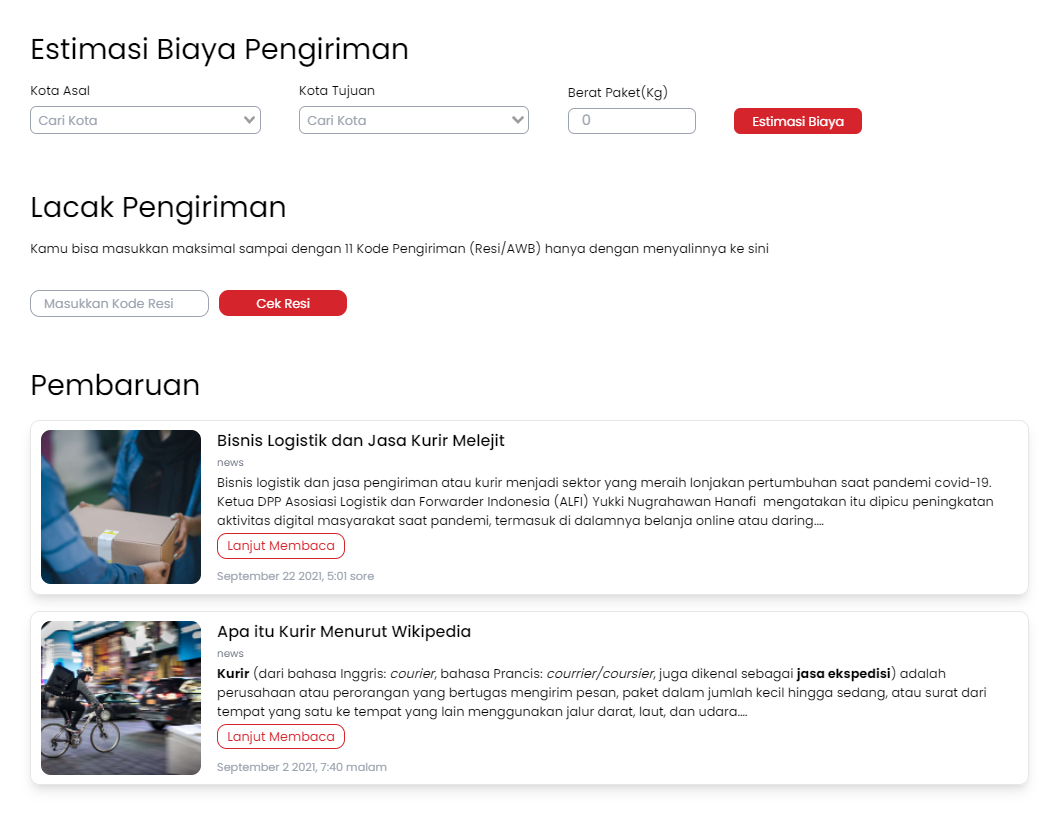 Estimasi Biaya Pengiriman
Kota Asal
Kota Tujuan
Berat Paket(Kg)
Cari Kota
Cari Kota
0
Estimasi Biaya
Lacak Pengiriman
Kamu bisa masukkan maksimal sampai dengan 11 Kode Pengiriman (Resi/AWB) hanya dengan menyalinnya ke sini
Masukkan Kode Resi
Cek Resi
Pembaruan
Bisnis Logistik dan Jasa Kurir Melejit
news
Bisnis logistik dan jasa pengiriman atau kurir menjadi sektor yang meraih lonjakan pertumbuhan saat pandemi covid-19.
Ketua DPP Asosiasi Logistik dan Forwarder Indonesia (ALFI) Yukki Nugrahawan Hanafi  mengatakan itu dipicu peningkatan
aktivitas digital masyarakat saat pandemi, termasuk di dalamnya belanja online atau daring....
Lanjut Membaca
September 22 2021, 5:01 sore
Apa itu Kurir Menurut Wikipedia
news
Kurir (dari bahasa Inggris: courier, bahasa Prancis: courrier/coursier, juga dikenal sebagai jasa ekspedisi) adalah
perusahaan atau perorangan yang bertugas mengirim pesan, paket dalam jumlah kecil hingga sedang, atau surat dari
tempat yang satu ke tempat yang lain menggunakan jalur darat, laut, dan udara....
Lanjut Membaca
September 2 2021, 7:40 malam